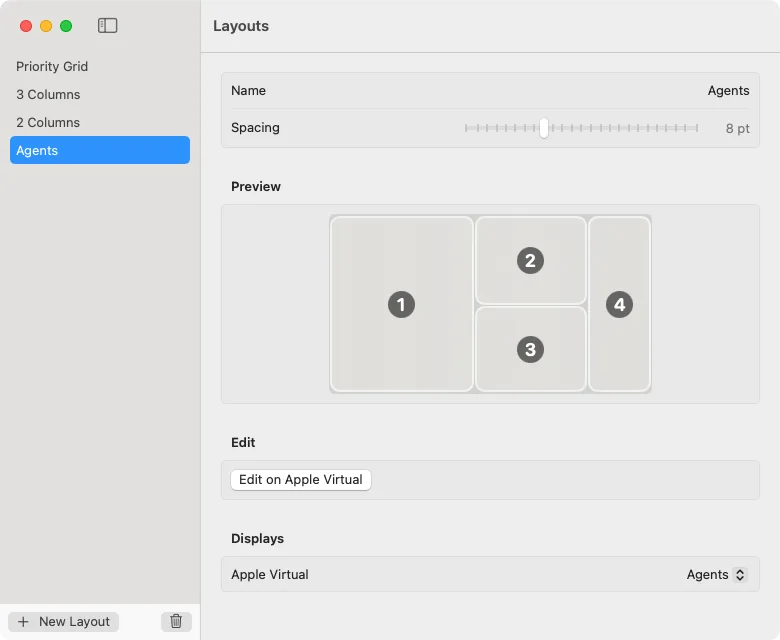 Layouts
Priority Grid
3 Columns
2 Columns
Agents
Name Agents
Spacing 8 pt
Preview
1
2
3
4
Edit
Edit on Apple Virtual
Displays
Apple Virtual Agents
New Layout